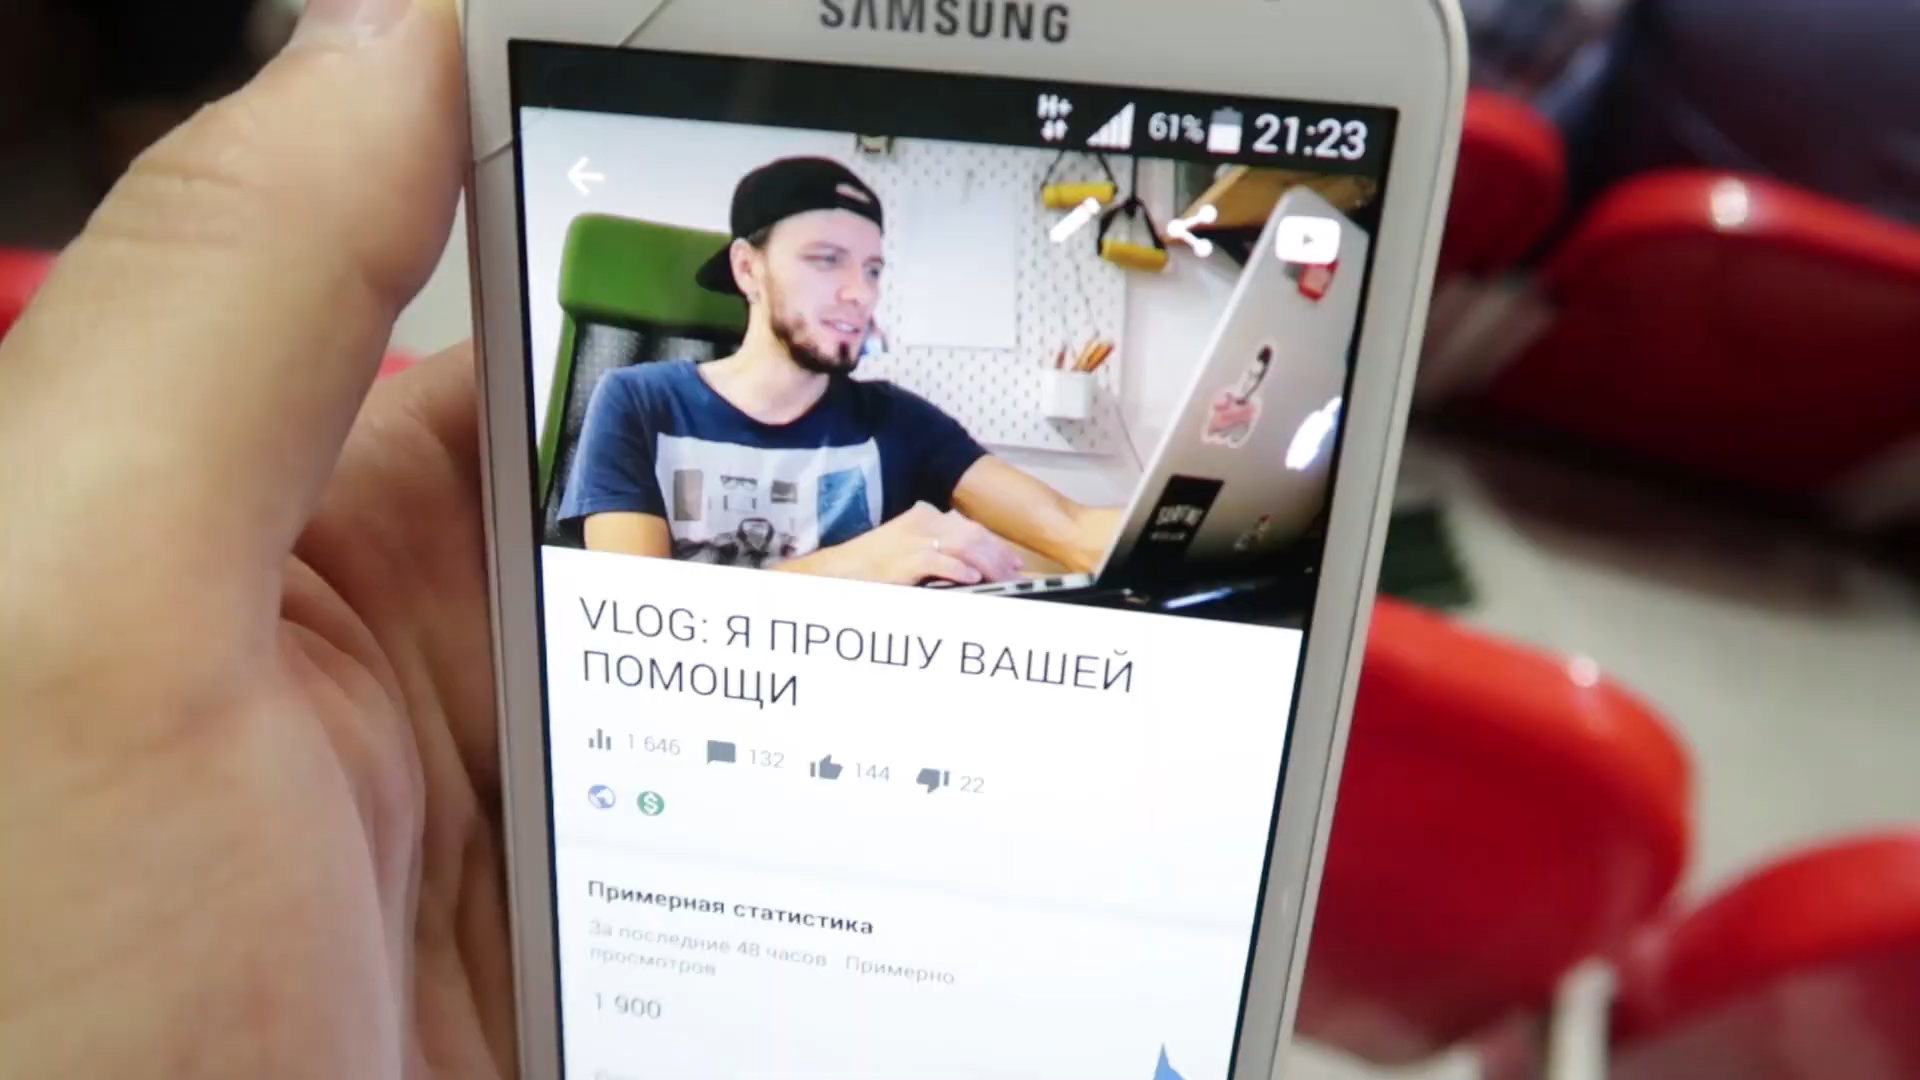 SAMSUNG
H+ 61% 21:23
VLOG: Я ПРОШУ ВАШЕЙ
ПОМОЩИ
1 646 132 144 22
Примерная статистика
За последние 48 часов Примерно
просмотров
1 900